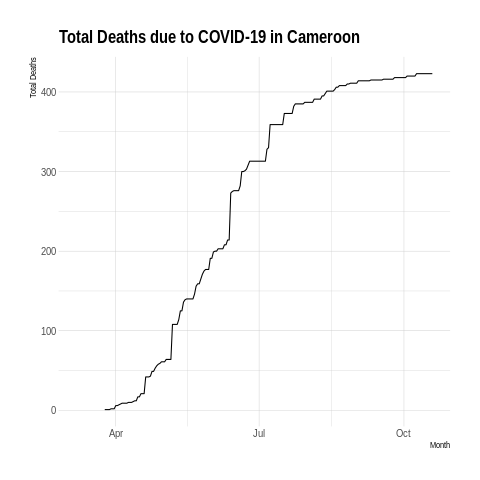 Total Deaths due to COVID-19 in Cameroon
Total Deaths
400
300
200
100
0
Apr
Jul
Oct
Month